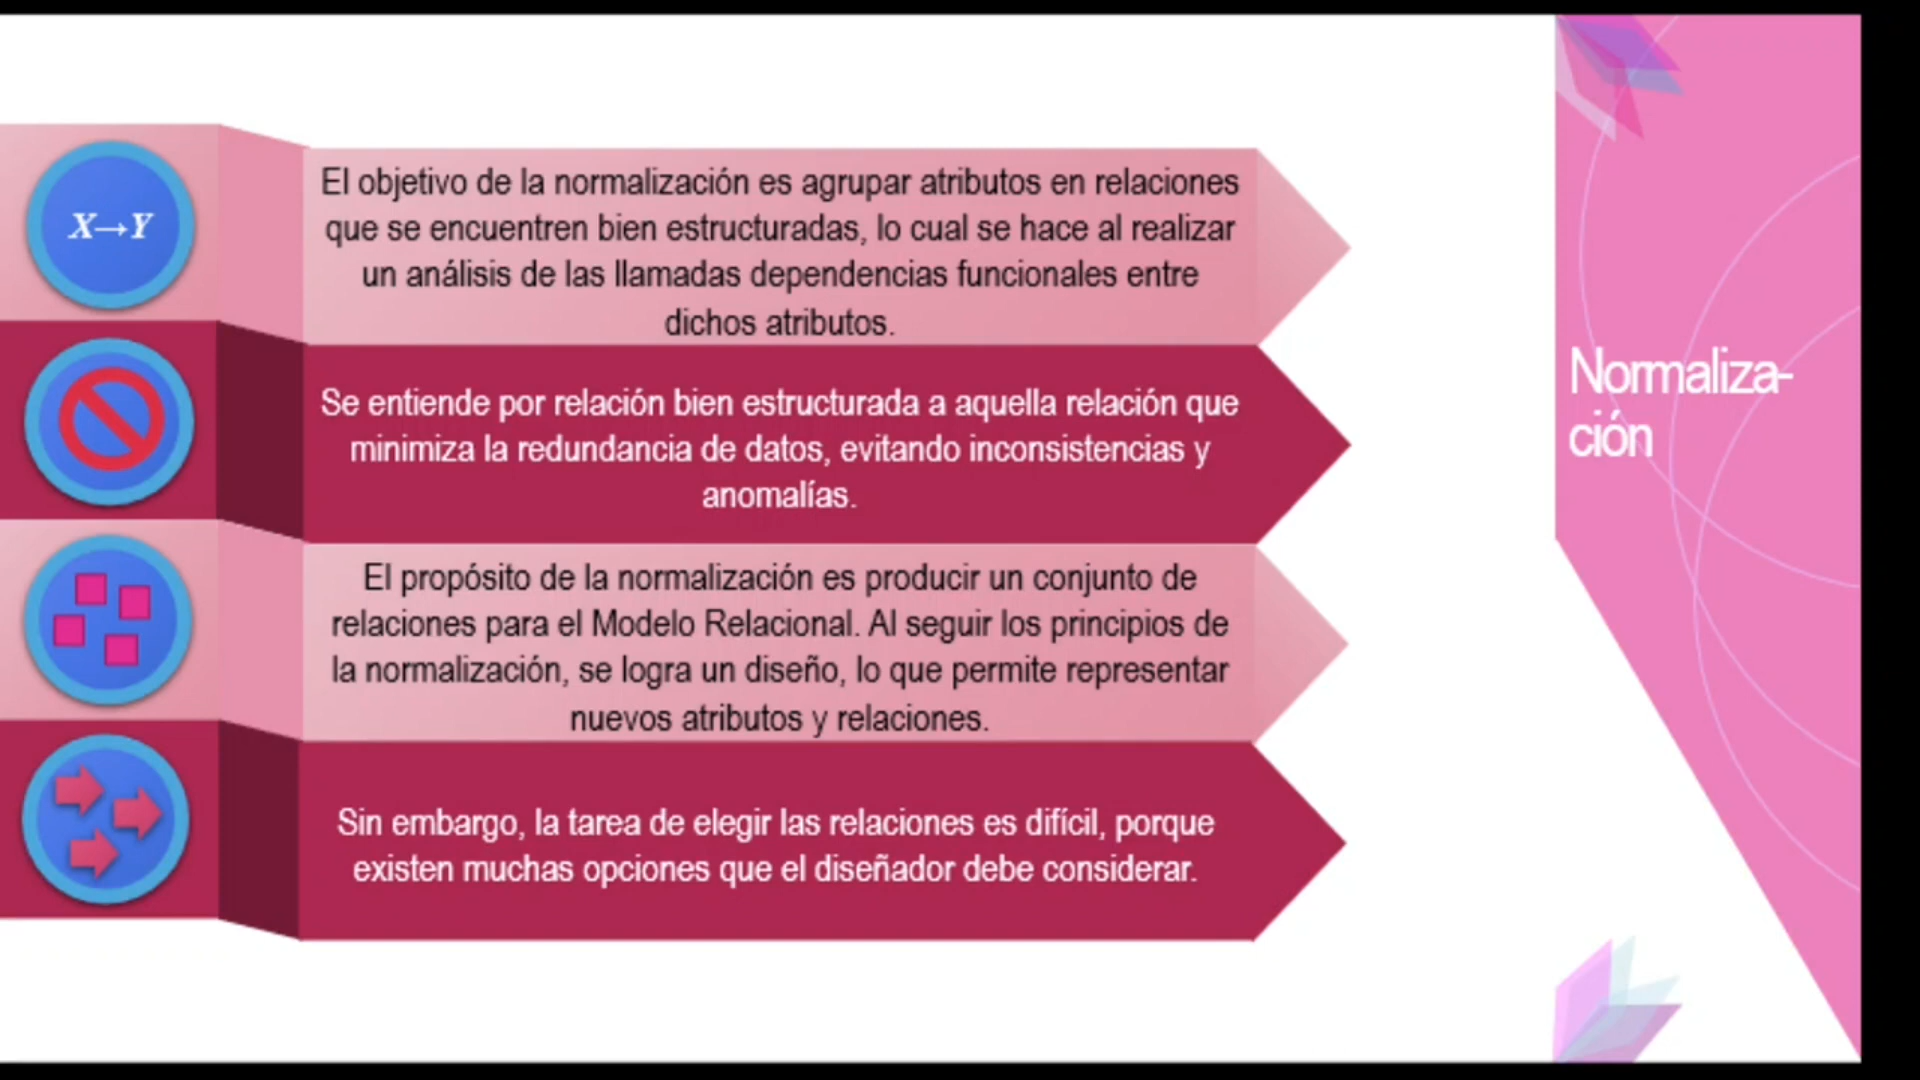 X→Y
El objetivo de la normalización es agrupar atributos en relaciones
que se encuentren bien estructuradas, lo cual se hace al realizar
un análisis de las llamadas dependencias funcionales entre
dichos atributos.
Se entiende por relación bien estructurada a aquella relación que
minimiza la redundancia de datos, evitando inconsistencias y
anomalías.
El propósito de la normalización es producir un conjunto de
relaciones para el Modelo Relacional. Al seguir los principios de
la normalización, se logra un diseño, lo que permite representar
nuevos atributos y relaciones.
Sin embargo, la tarea de elegir las relaciones es difícil, porque
existen muchas opciones que el diseñador debe considerar.
Normaliza-
ción